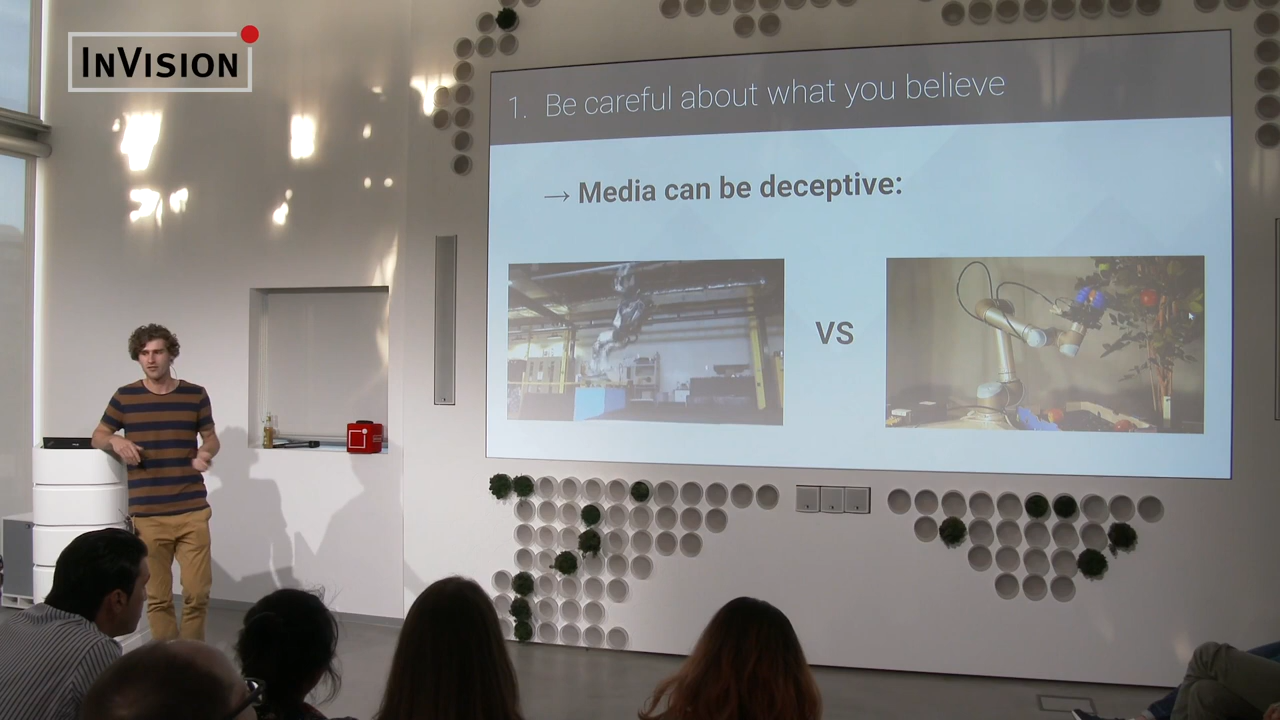 INVISION
1. Be careful about what you believe
→ Media can be deceptive:
VS